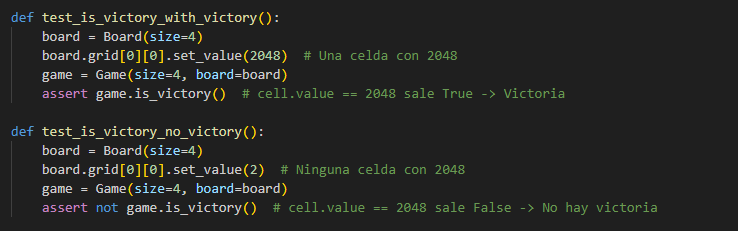 def test_is_victory_with_victory():
    board = Board(size=4)
    board.grid[0][0].set_value(2048)  # Una celda con 2048
    game = Game(size=4, board=board)
    assert game.is_victory()  # cell.value == 2048 sale True -> Victoria

def test_is_victory_no_victory():
    board = Board(size=4)
    board.grid[0][0].set_value(2)  # Ninguna celda con 2048
    game = Game(size=4, board=board)
    assert not game.is_victory()  # cell.value == 2048 sale False -> No hay victoria